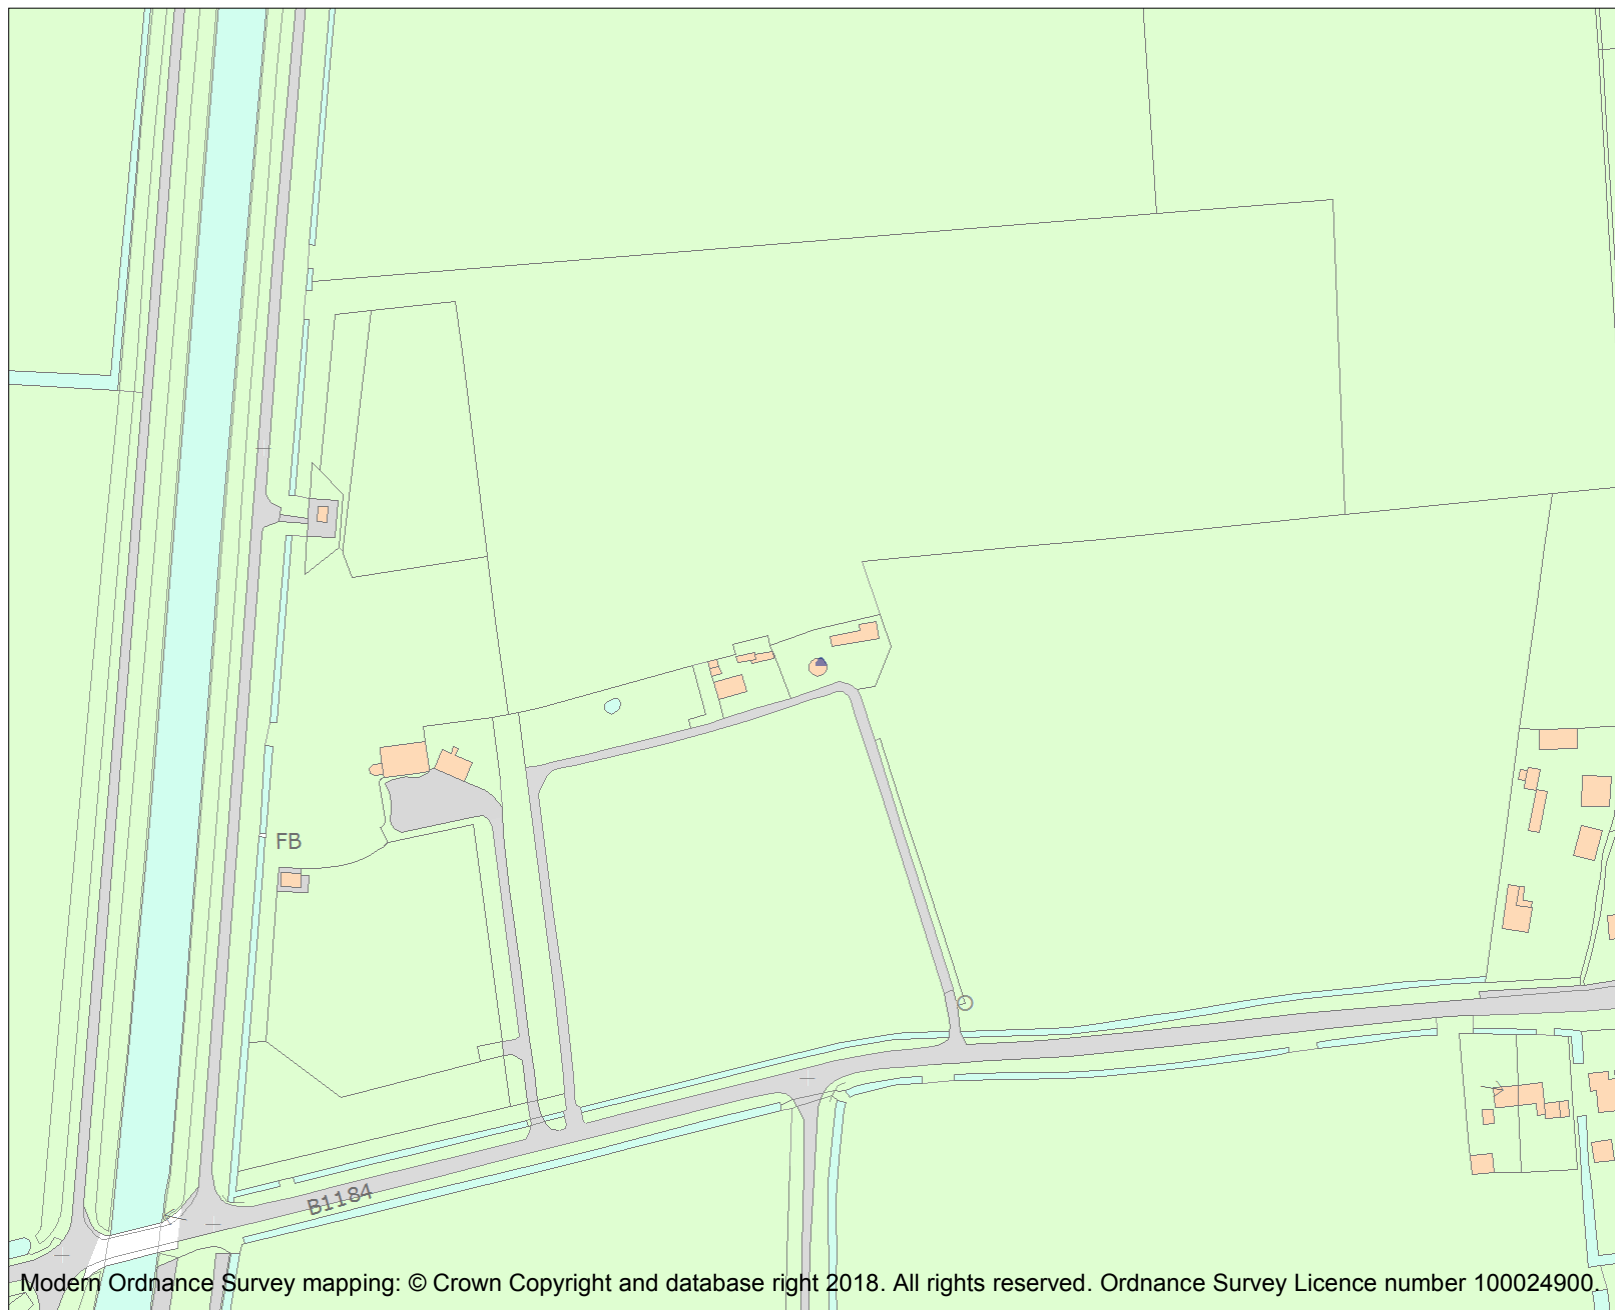 FB
B1184
Modern Ordnance Survey mapping: © Crown Copyright and database right 2018. All rights reserved. Ordnance Survey Licence number 100024900.